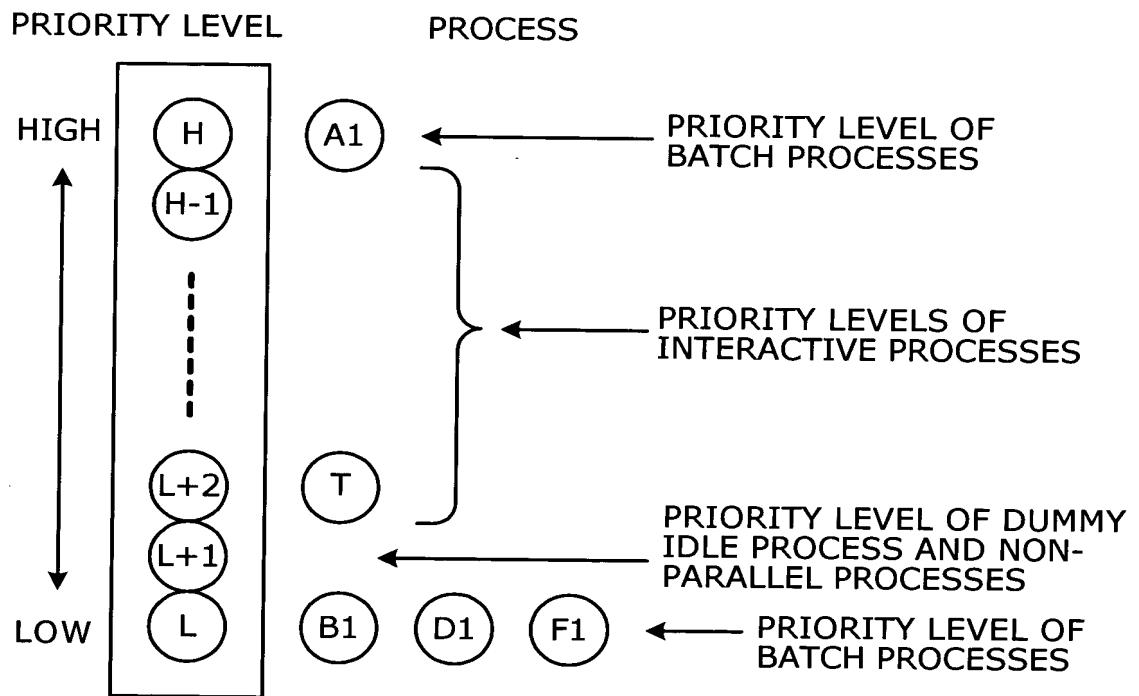 PRIORITY LEVEL PROCESS
HIGH H A1 PRIORITY LEVEL OF
BATCH PROCESSES
H-1
PRIORITY LEVELS OF
INTERACTIVE PROCESSES
L+2 T
PRIORITY LEVEL OF DUMMY
IDLE PROCESS AND NON-
PARALLEL PROCESSES
L+1
LOW L B1 D1 F1 PRIORITY LEVEL OF
BATCH PROCESSES